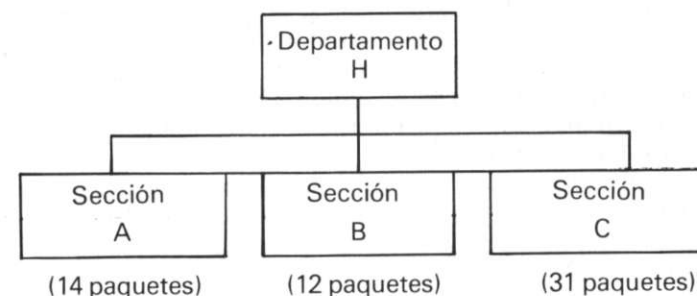 Departamento
H
Sección
A
Sección
B
Sección
C
(14 paquetes)
(12 paquetes)
(31 paquetes)